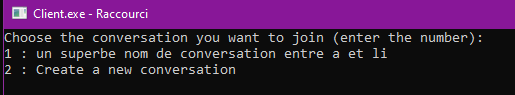 Client.exe - Raccourci
Choose the conversation you want to join (enter the number):
1 : un superbe nom de conversation entre a et li
2 : Create a new conversation